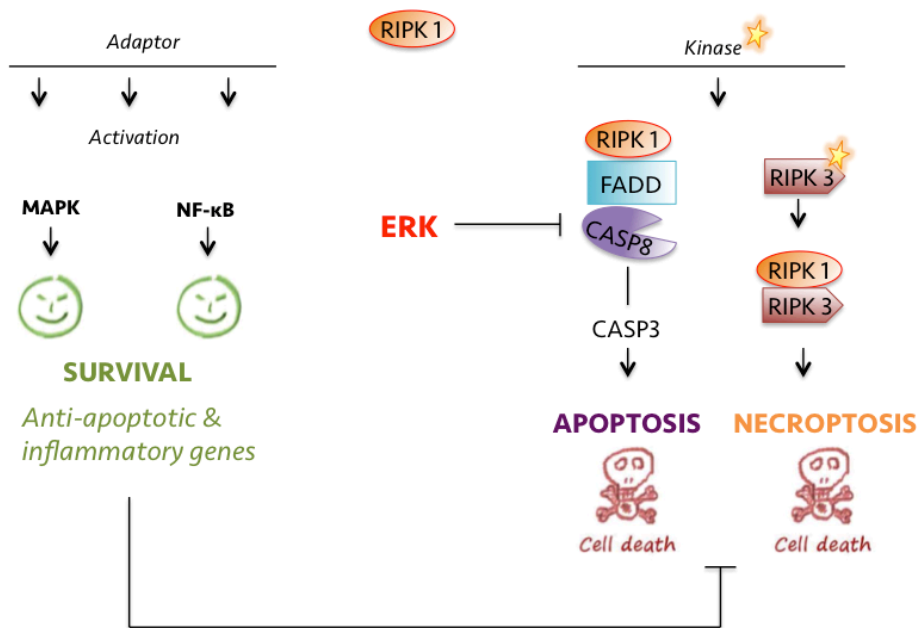 RIPK 1
Adaptor
Kinase
Activation
RIPK 1
FADD
CASP8
RIPK 3
MAPK
NF-κB
ERK
RIPK 1
RIPK 3
CASP3
SURVIVAL
Anti-apoptotic &
inflammatory genes
APOPTOSIS
NECROPTOSIS
Cell death
Cell death